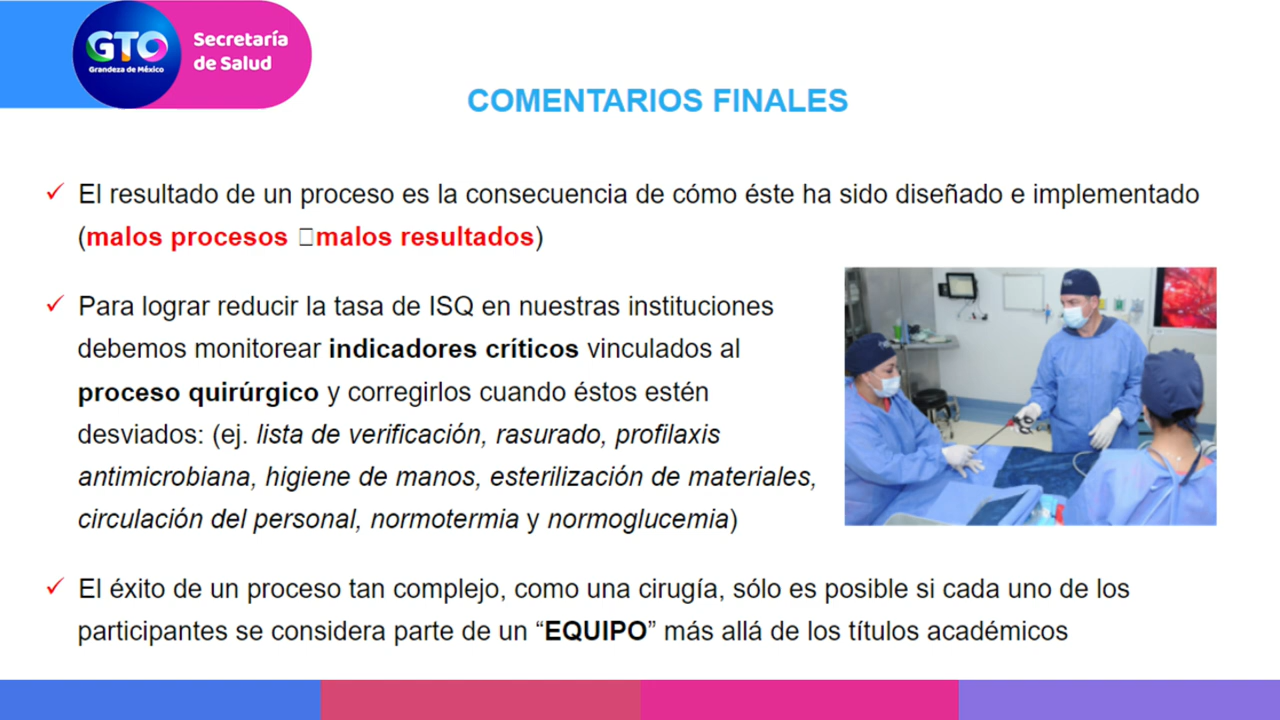 GTO
Grandeza de México
Secretaría
de Salud
COMENTARIOS FINALES
✓ El resultado de un proceso es la consecuencia de cómo éste ha sido diseñado e implementado
(malos procesos □malos resultados)
✓ Para lograr reducir la tasa de ISQ en nuestras instituciones
debemos monitorear indicadores críticos vinculados al
proceso quirúrgico y corregirlos cuando éstos estén
desviados: (ej. lista de verificación, rasurado, profilaxis
antimicrobiana, higiene de manos, esterilización de materiales,
circulación del personal, normotermia y normoglucemia)
✓ El éxito de un proceso tan complejo, como una cirugía, sólo es posible si cada uno de los
participantes se considera parte de un “EQUIPO” más allá de los títulos académicos